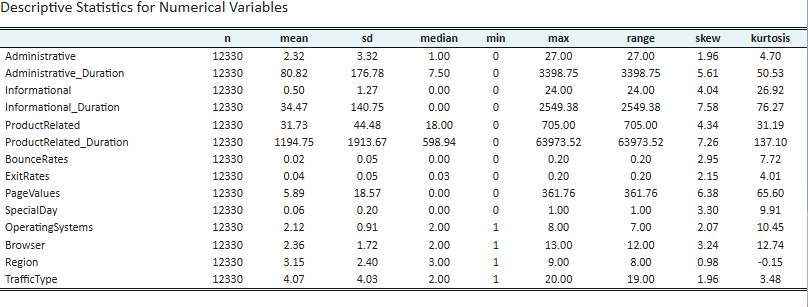 Descriptive Statistics for Numerical Variables
n mean sd median min max range skew kurtosis
Administrative 12330 2.32 3.32 1.00 0 27.00 27.00 1.96 4.70
Administrative_Duration 12330 80.82 176.78 7.50 0 3398.75 3398.75 5.61 50.53
Informational 12330 0.50 1.27 0.00 0 24.00 24.00 4.04 26.92
Informational_Duration 12330 34.47 140.75 0.00 0 2549.38 2549.38 7.58 76.27
ProductRelated 12330 31.73 44.48 18.00 0 705.00 705.00 4.34 31.19
ProductRelated_Duration 12330 1194.75 1913.67 598.94 0 63973.52 63973.52 7.26 137.10
BounceRates 12330 0.02 0.05 0.00 0 0.20 0.20 2.95 7.72
ExitRates 12330 0.04 0.05 0.03 0 0.20 0.20 2.15 4.01
PageValues 12330 5.89 18.57 0.00 0 361.76 361.76 6.38 65.60
SpecialDay 12330 0.06 0.20 0.00 0 1.00 1.00 3.30 9.91
OperatingSystems 12330 2.12 0.91 2.00 1 8.00 7.00 2.07 10.45
Browser 12330 2.36 1.72 2.00 1 13.00 12.00 3.24 12.74
Region 12330 3.15 2.40 3.00 1 9.00 8.00 0.98 -0.15
TrafficType 12330 4.07 4.03 2.00 1 20.00 19.00 1.96 3.48